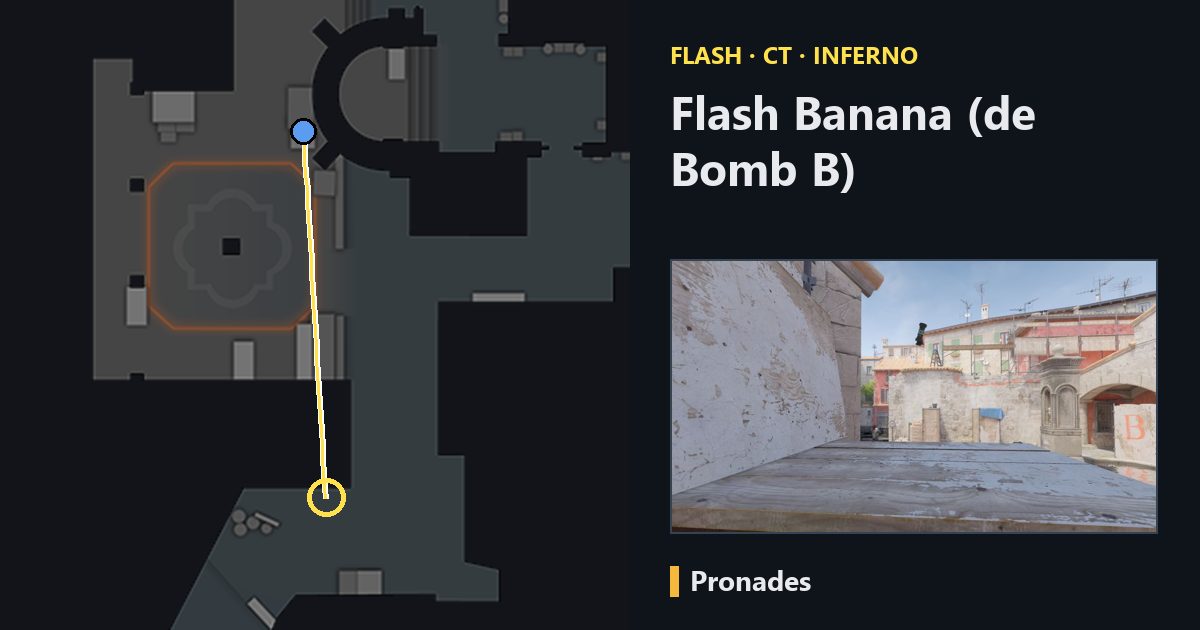 FLASH · CT · INFERNO
Flash Banana (de
Bomb B)
B
Pronades